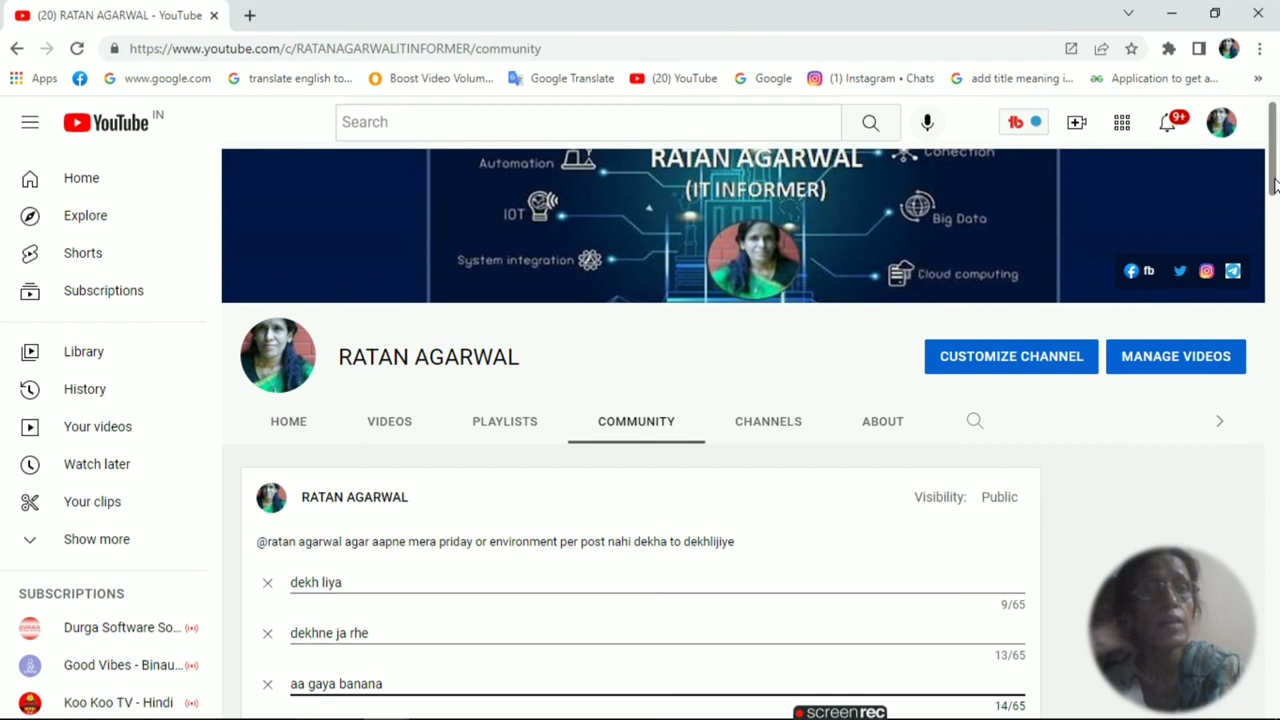 (20) RATAN AGARWAL - YouTube
https://www.youtube.com/c/RATANAGARWALITINFORMER/community
Apps www.google.com translate english to... Boost Video Volum... Google Translate (20) YouTube Google (1) Instagram • Chats add title meaning i... Application to get a... »
YouTube IN Search tb 9+
Automation RATAN AGARWAL Conection
(IT INFORMER)
IOT Big Data
System integration Cloud computing
fb
Home
Explore
Shorts
Subscriptions
Library
History
Your videos
Watch later
Your clips
Show more
SUBSCRIPTIONS
Durga Software So...
Good Vibes - Binau...
Koo Koo TV - Hindi
RATAN AGARWAL CUSTOMIZE CHANNEL MANAGE VIDEOS
HOME VIDEOS PLAYLISTS COMMUNITY CHANNELS ABOUT
RATAN AGARWAL Visibility: Public
@ratan agarwal agar aapne mera priday or environment per post nahi dekha to dekhlijiye
dekh liya
9/65
dekhne ja rhe
13/65
aa gaya banana
14/65
screenrec